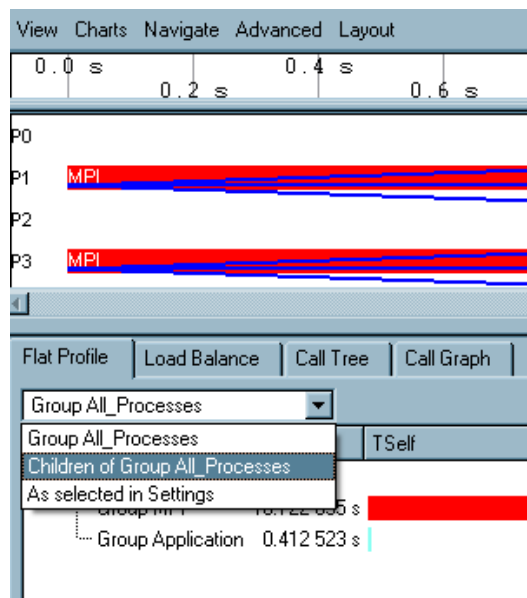 View Charts Navigate Advanced Layout
0.0 s 0.4 s
0.2 s 0.6 s
P0
P1 MPI
P2
P3 MPI
Flat Profile Load Balance Call Tree Call Graph
Group All_Processes
Group All_Processes TSelf
Children of Group All_Processes
As selected in Settings
Group MPI
Group Application 0.412 523 s